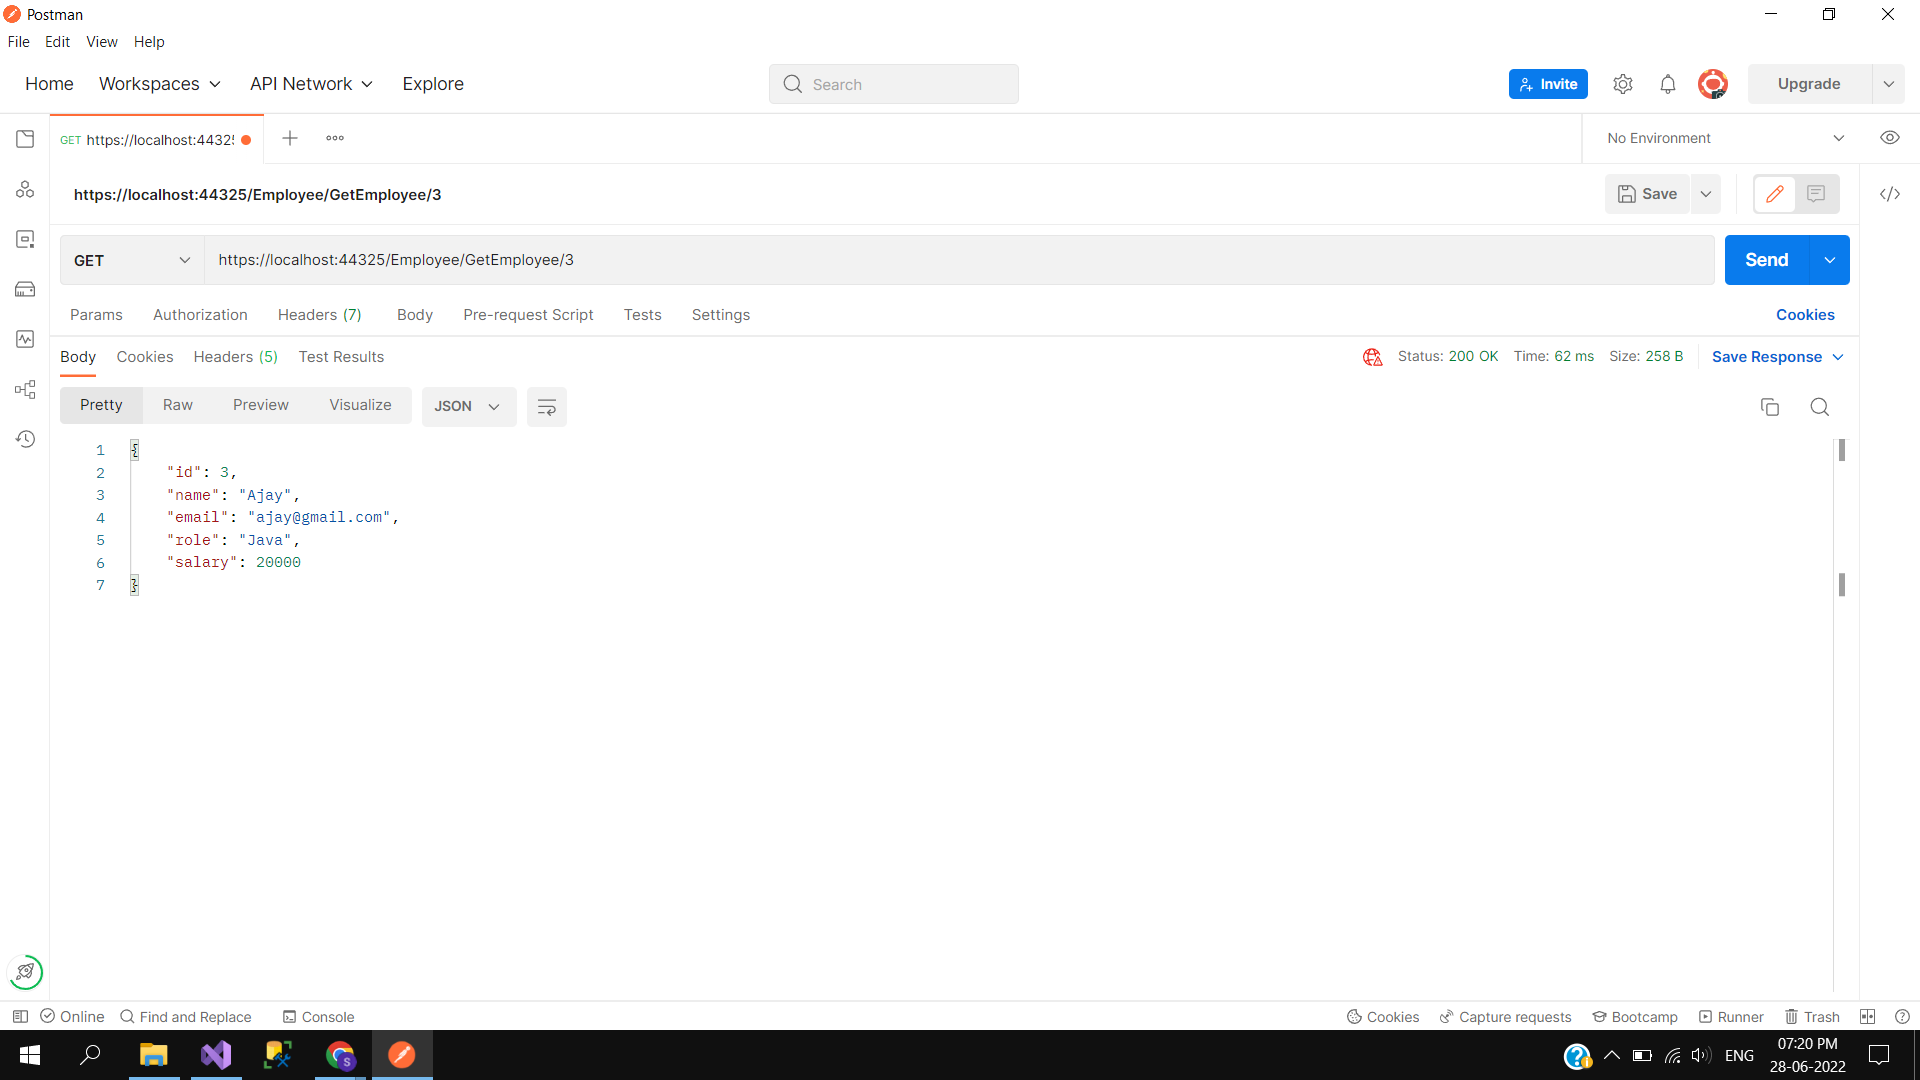 Postman
File Edit View Help
Home Workspaces API Network Explore Search Invite Upgrade
GET https://localhost:4432 No Environment
https://localhost:44325/Employee/GetEmployee/3 Save
GET https://localhost:44325/Employee/GetEmployee/3 Send
Params Authorization Headers (7) Body Pre-request Script Tests Settings Cookies
Body Cookies Headers (5) Test Results Status: 200 OK Time: 62 ms Size: 258 B Save Response
Pretty Raw Preview Visualize JSON
1 {
2 "id": 3,
3 "name": "Ajay",
4 "email": "ajay@gmail.com",
5 "role": "Java",
6 "salary": 20000
7 }
Online Find and Replace Console Cookies Capture requests Bootcamp Runner Trash
S ENG 07:20 PM
28-06-2022